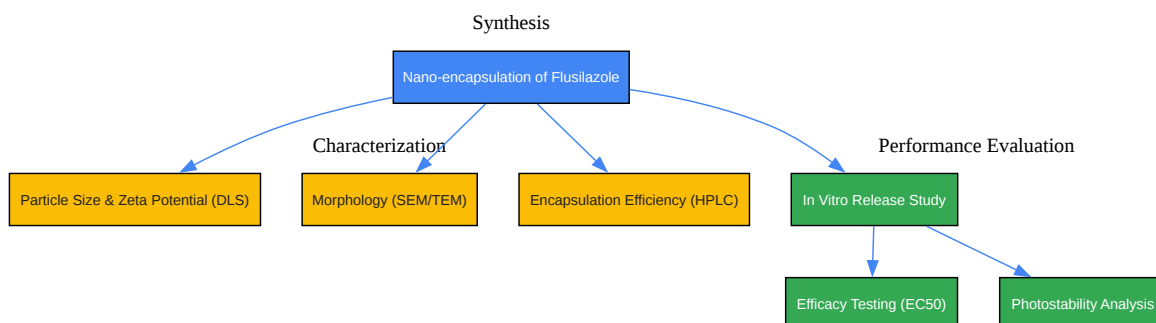 Synthesis
Nano-encapsulation of Flusilazole
Characterization
Performance Evaluation
Particle Size & Zeta Potential (DLS)
Morphology (SEM/TEM)
Encapsulation Efficiency (HPLC)
In Vitro Release Study
Efficacy Testing (EC50)
Photostability Analysis